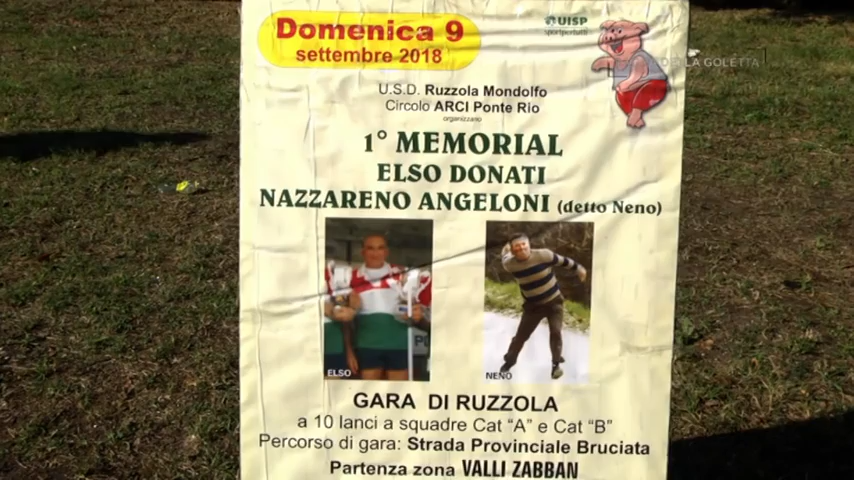 Domenica 9
settembre 2018
UISP
sportpertutti
DELLA GOLETTA
U.S.D. Ruzzola Mondolfo
Circolo ARCI Ponte Rio
organizzano
1° MEMORIAL
ELSO DONATI
NAZZARENO ANGELONI (detto Neno)
ELSO
NENO
GARA DI RUZZOLA
a 10 lanci a squadre Cat “A” e Cat “B”
Percorso di gara: Strada Provinciale Bruciata
Partenza zona VALLI ZABBAN